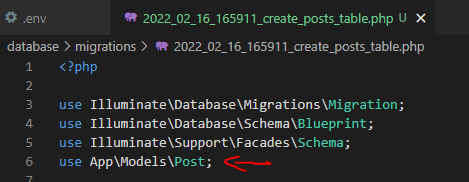 .env
2022_02_16_165911_create_posts_table.php U
database > migrations > 2022_02_16_165911_create_posts_table.php
1 <?php
2
3 use Illuminate\Database\Migrations\Migration;
4 use Illuminate\Database\Schema\Blueprint;
5 use Illuminate\Support\Facades\Schema;
6 use App\Models\Post;